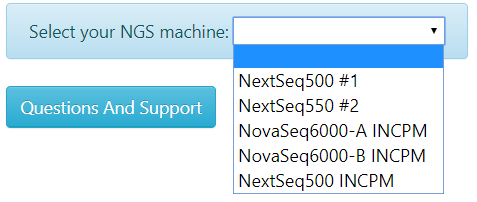 Select your NGS machine:
NextSeq500 #1
NextSeq550 #2
NovaSeq6000-A INCPM
NovaSeq6000-B INCPM
NextSeq500 INCPM
Questions And Support